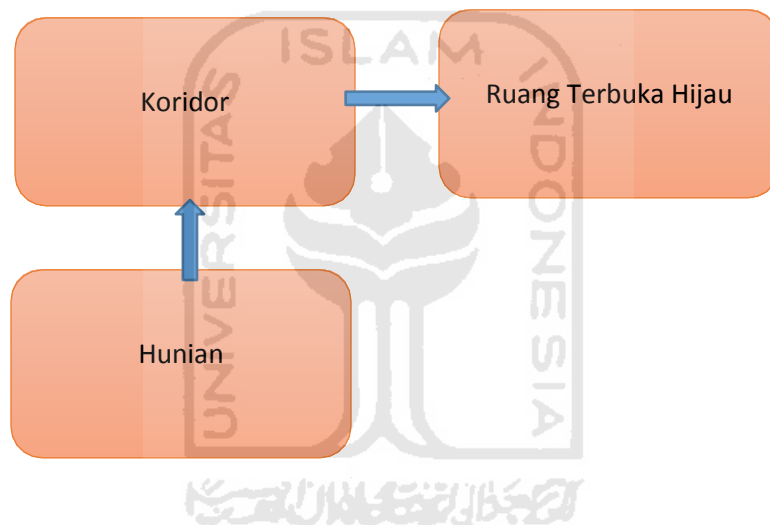 Koridor
Ruang Terbuka Hijau
Hunian
UNIVERSITAS
ISLAM
INDONESIA